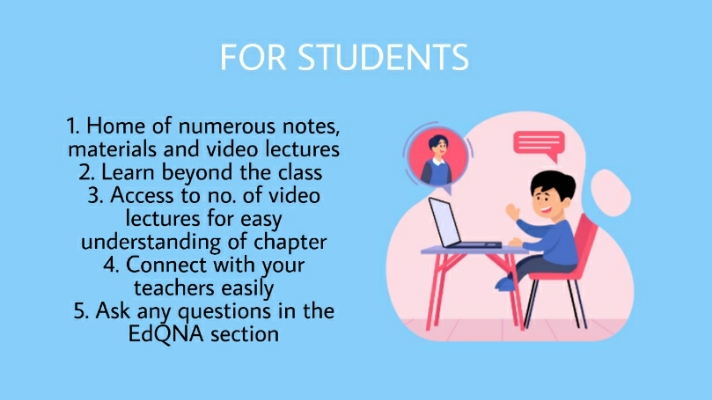 FOR STUDENTS
1. Home of numerous notes,
materials and video lectures
2. Learn beyond the class
3. Access to no. of video
lectures for easy
understanding of chapter
4. Connect with your
teachers easily
5. Ask any questions in the
EdQNA section